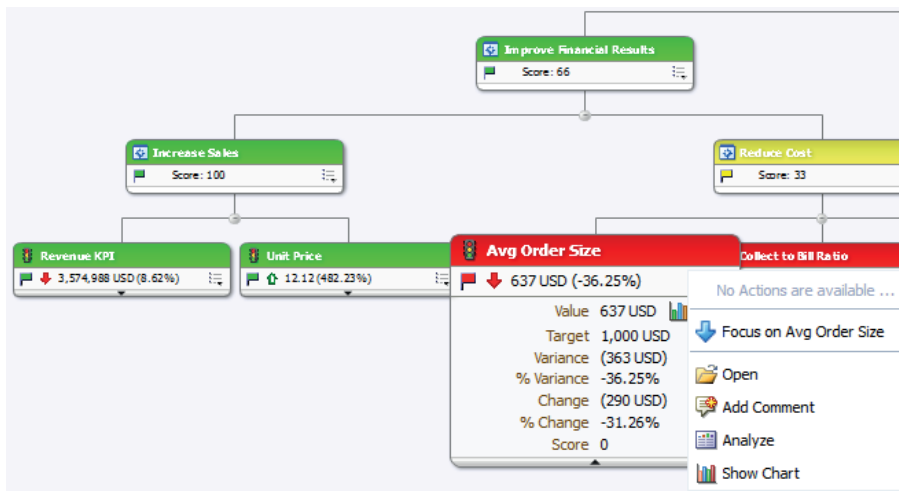 Improve Financial Results
Score: 66
Increase Sales
Score: 100
Reduce Cost
Score: 33
Revenue KPI
3,574,988 USD (8.62%)
Unit Price
12.12 (482.23%)
Avg Order Size
637 USD (-36.25%)
Value 637 USD
Target 1,000 USD
Variance (363 USD)
% Variance -36.25%
Change (290 USD)
% Change -31.26%
Score 0
Collect to Bill Ratio
No Actions are available ...
Focus on Avg Order Size
Open
Add Comment
Analyze
Show Chart